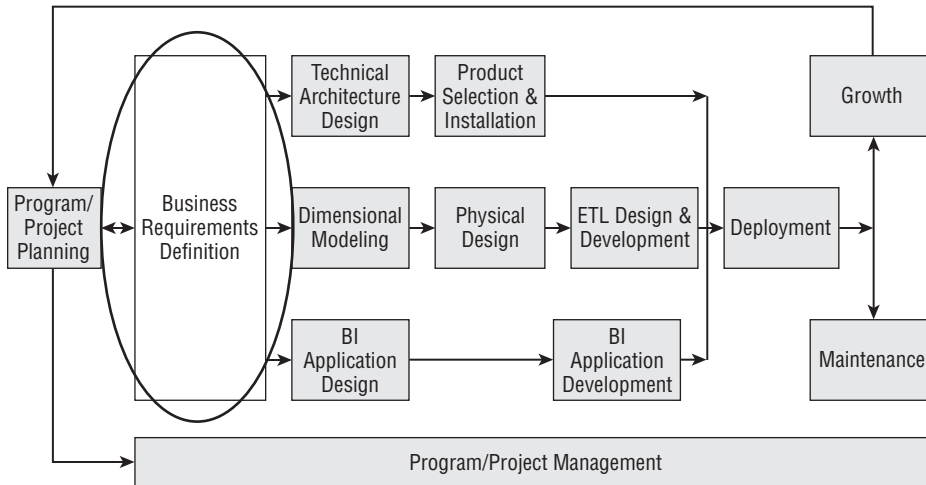 Technical
Architecture
Design
Product
Selection &
Installation
Growth
Program/
Project
Planning
Business
Requirements
Definition
Dimensional
Modeling
Physical
Design
ETL Design &
Development
Deployment
BI
Application
Design
BI
Application
Development
Maintenance
Program/Project Management